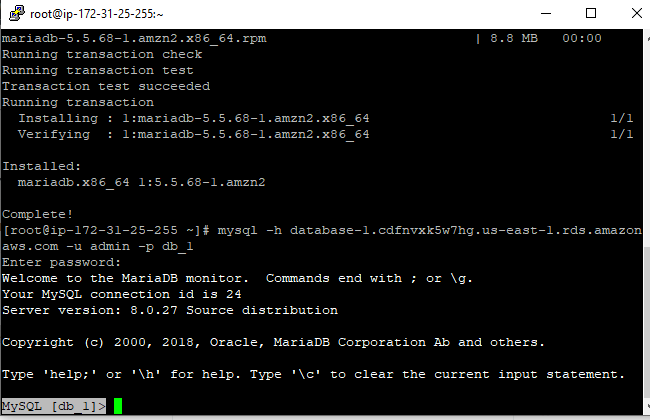 root@ip-172-31-25-255:~
mariadb-5.5.68-1.amzn2.x86_64.rpm | 8.8 MB 00:00
Running transaction check
Running transaction test
Transaction test succeeded
Running transaction
Installing : 1:mariadb-5.5.68-1.amzn2.x86_64 1/1
Verifying : 1:mariadb-5.5.68-1.amzn2.x86_64 1/1
Installed:
mariadb.x86_64 1:5.5.68-1.amzn2
Complete!
[root@ip-172-31-25-255 ~]# mysql -h database-1.cdfnvxk5w7hg.us-east-1.rds.amazon
aws.com -u admin -p db_1
Enter password:
Welcome to the MariaDB monitor.  Commands end with ; or \g.
Your MySQL connection id is 24
Server version: 8.0.27 Source distribution
Copyright (c) 2000, 2018, Oracle, MariaDB Corporation Ab and others.
Type 'help;' or '\h' for help. Type '\c' to clear the current input statement.
MySQL [db_1]>